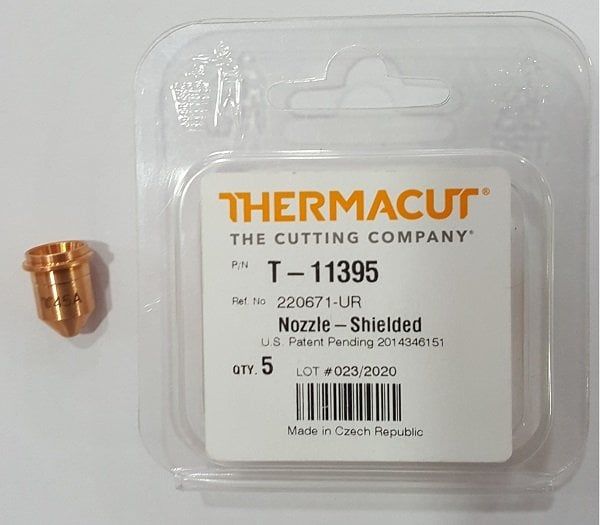 THERMACUT®
THE CUTTING COMPANY®
P/N T-11395
Ref. No 220671-UR
Nozzle-Shielded
U.S. Patent Pending 2014346151
QTY. 5 LOT #023/2020
Made in Czech Republic
45A